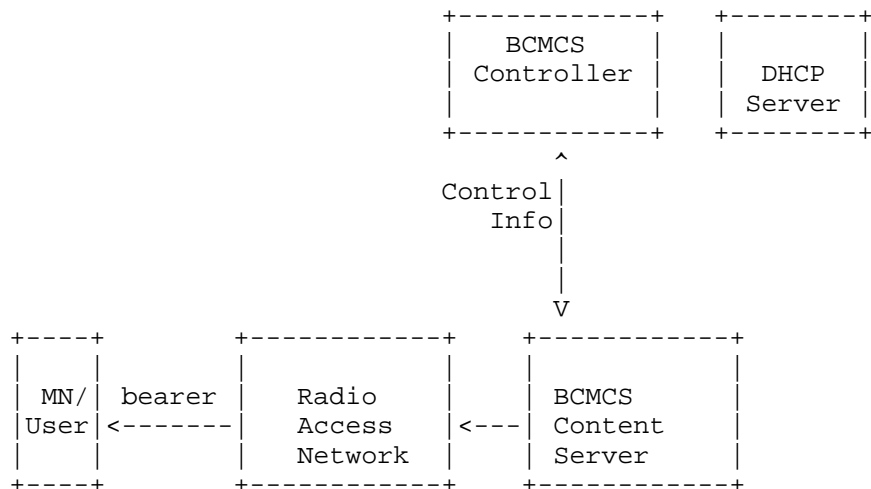 BCMCS
Controller
DHCP
Server
^
Control
Info
V
MN/ bearer Radio BCMCS
User <------- Access <--- Content
Network Server